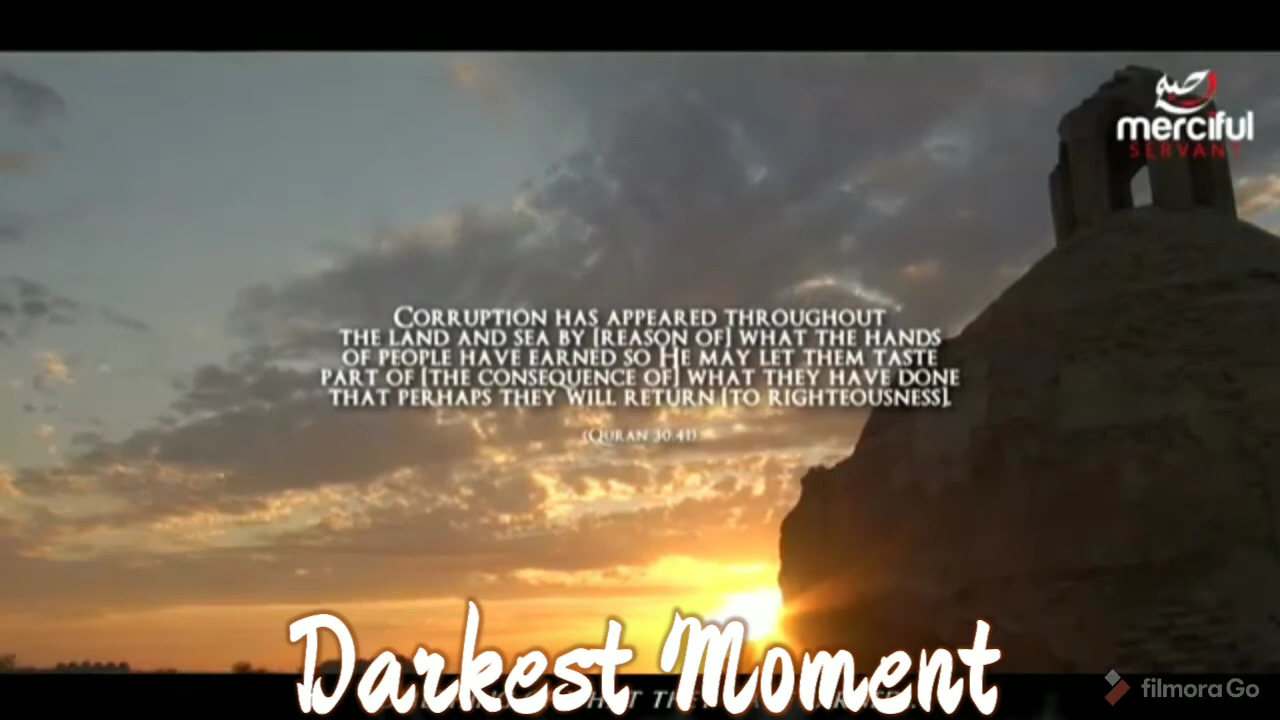 merciful
SERVANT
CORRUPTION HAS APPEARED THROUGHOUT
THE LAND AND SEA BY [REASON OF] WHAT THE HANDS
OF PEOPLE HAVE EARNED SO HE MAY LET THEM TASTE
PART OF [THE CONSEQUENCE OF] WHAT THEY HAVE DONE
THAT PERHAPS THEY WILL RETURN [TO RIGHTEOUSNESS].
(QURAN 30.41)
Darkest Moment
filmoraGo